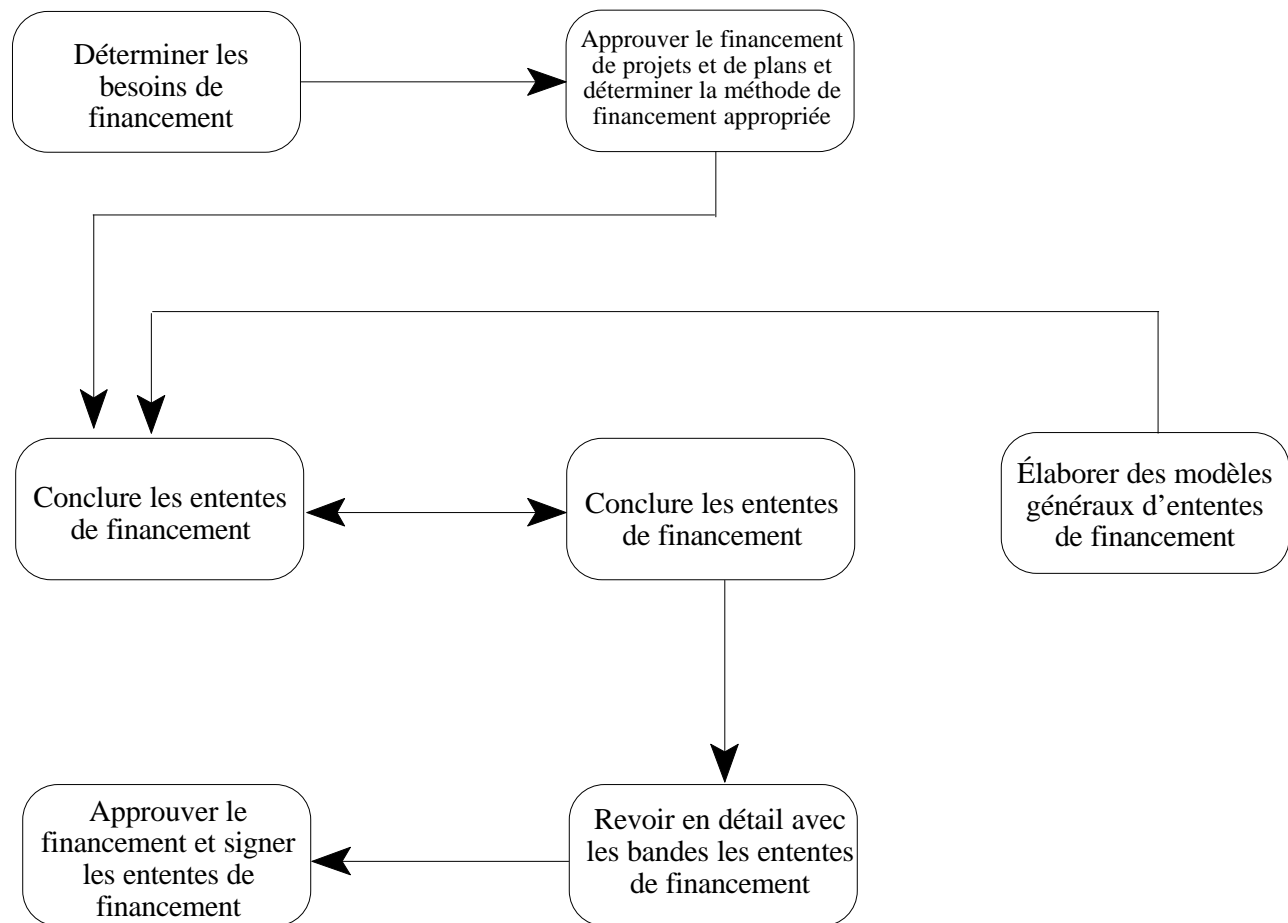 Déterminer les
besoins de
financement
Approuver le financement
de projets et de plans et
déterminer la méthode de
financement appropriée
Conclure les ententes
de financement
Conclure les ententes
de financement
Élaborer des modèles
généraux d’ententes
de financement
Approuver le
financement et signer
les ententes de
financement
Revoir en détail avec
les bandes les ententes
de financement